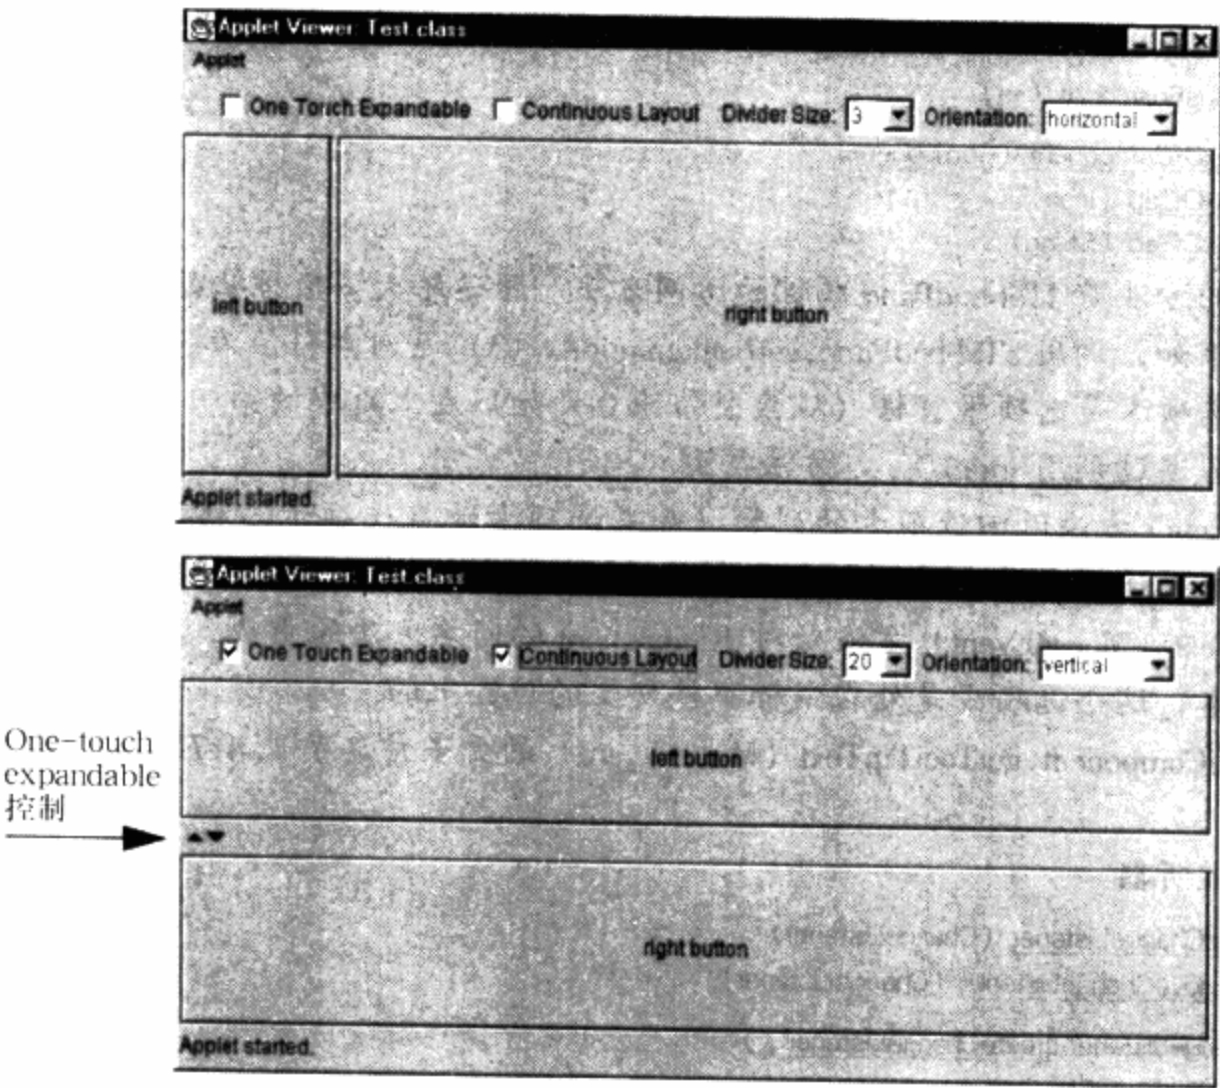 Applet Viewer: Test.class
Applet
One Touch Expandable Continuous Layout Divider Size: 3 Orientation: horizontal
left button
right button
Applet started.
Applet Viewer: Test.class
Applet
One Touch Expandable Continuous Layout Divider Size: 20 Orientation: vertical
left button
One-touch
expandable
控制
right button
Applet started.